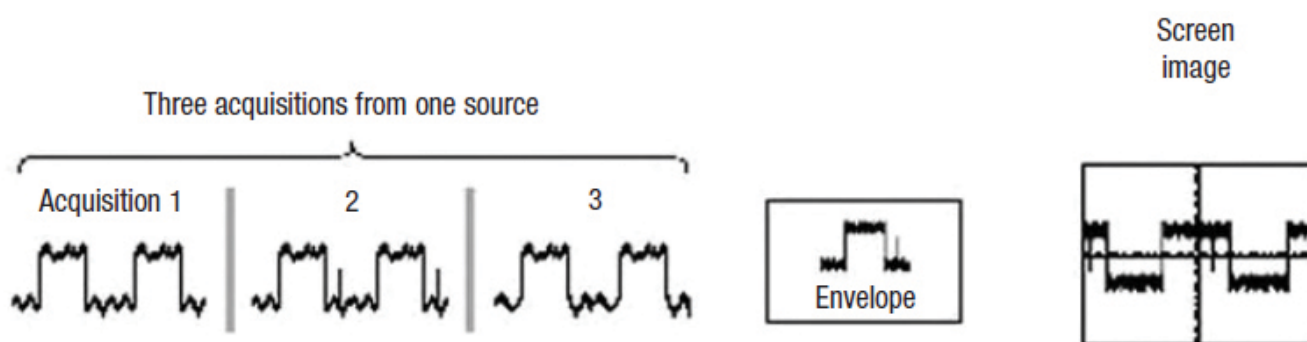 Screen
image
Three acquisitions from one source
Acquisition 1
2
3
Envelope